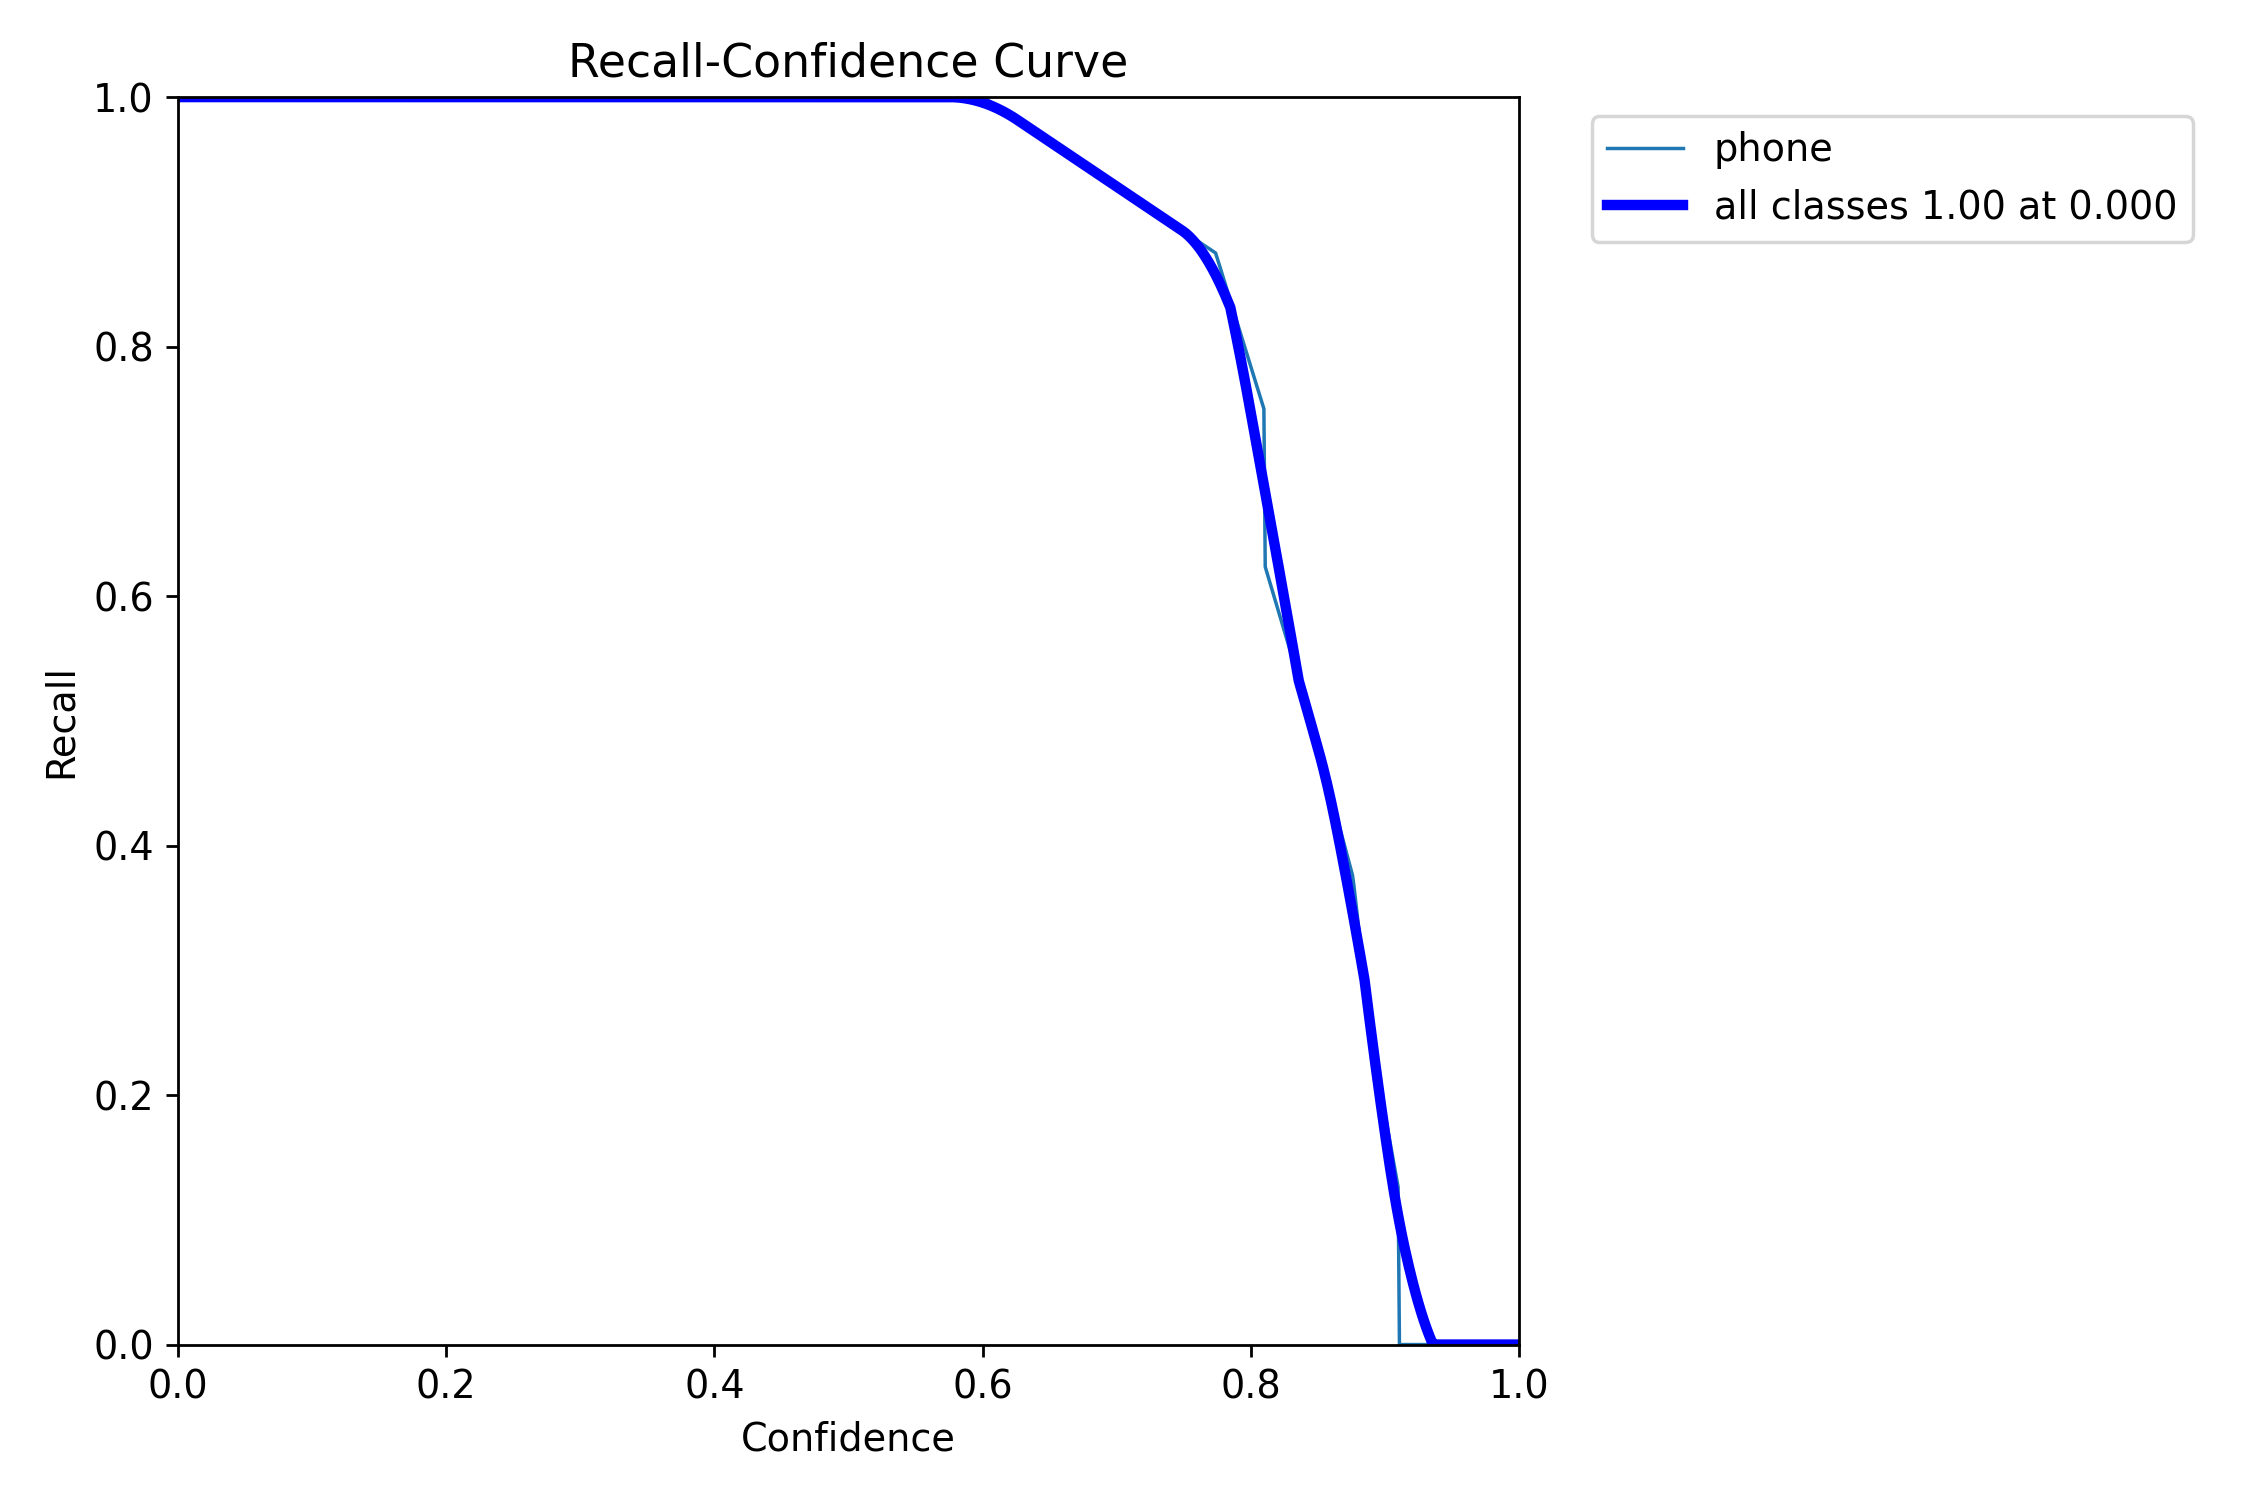 Recall-Confidence Curve
1.0
0.8
0.6
0.4
0.2
0.0
Recall
0.0 0.2 0.4 0.6 0.8 1.0
Confidence
phone
all classes 1.00 at 0.000